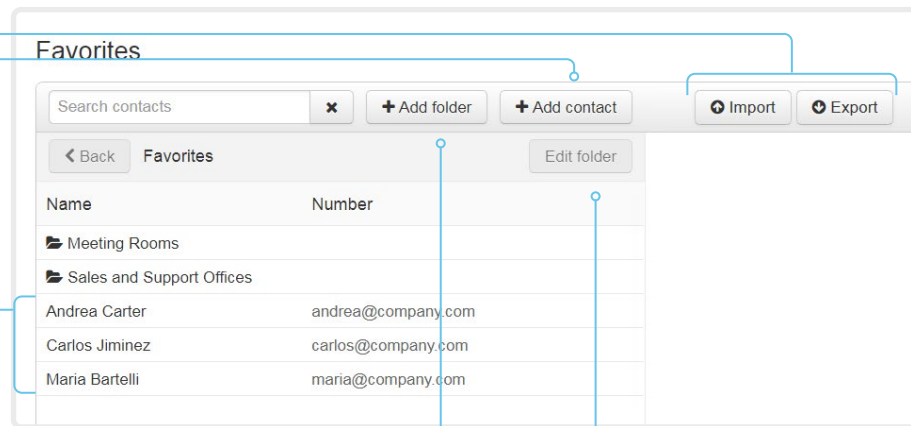 Favorites
Search contacts Add folder Add contact Import Export
Back Favorites Edit folder
Name Number
Meeting Rooms
Sales and Support Offices
Andrea Carter andrea@company.com
Carlos Jiminez carlos@company.com
Maria Bartelli maria@company.com